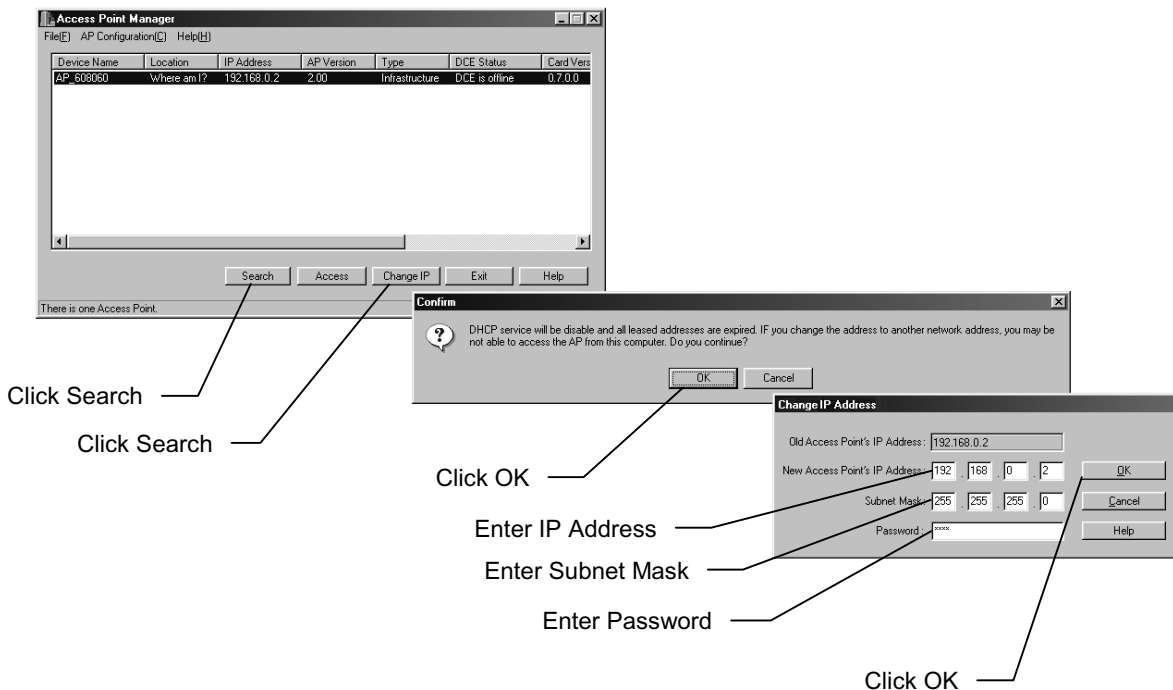 Access Point Manager
File(F) AP Configuration(C) Help(H)
Device Name Location IP Address AP Version Type DCE Status Card Vers
AP_608060 Where am I? 192.168.0.2 2.00 Infrastructure DCE is offline 0.7.0.0
Search Access Change IP Exit Help
There is one Access Point.
Confirm
DHCP service will be disable and all leased addresses are expired. IF you change the address to another network address, you may be
not able to access the AP from this computer. Do you continue?
OK Cancel
Click Search
Click Search
Click OK
Change IP Address
Old Access Point's IP Address : 192.168.0.2
New Access Point's IP Address : 192 . 168 . 0 . 2 OK
Subnet Mask : 255 . 255 . 255 . 0 Cancel
Password : **** Help
Enter IP Address
Enter Subnet Mask
Enter Password
Click OK